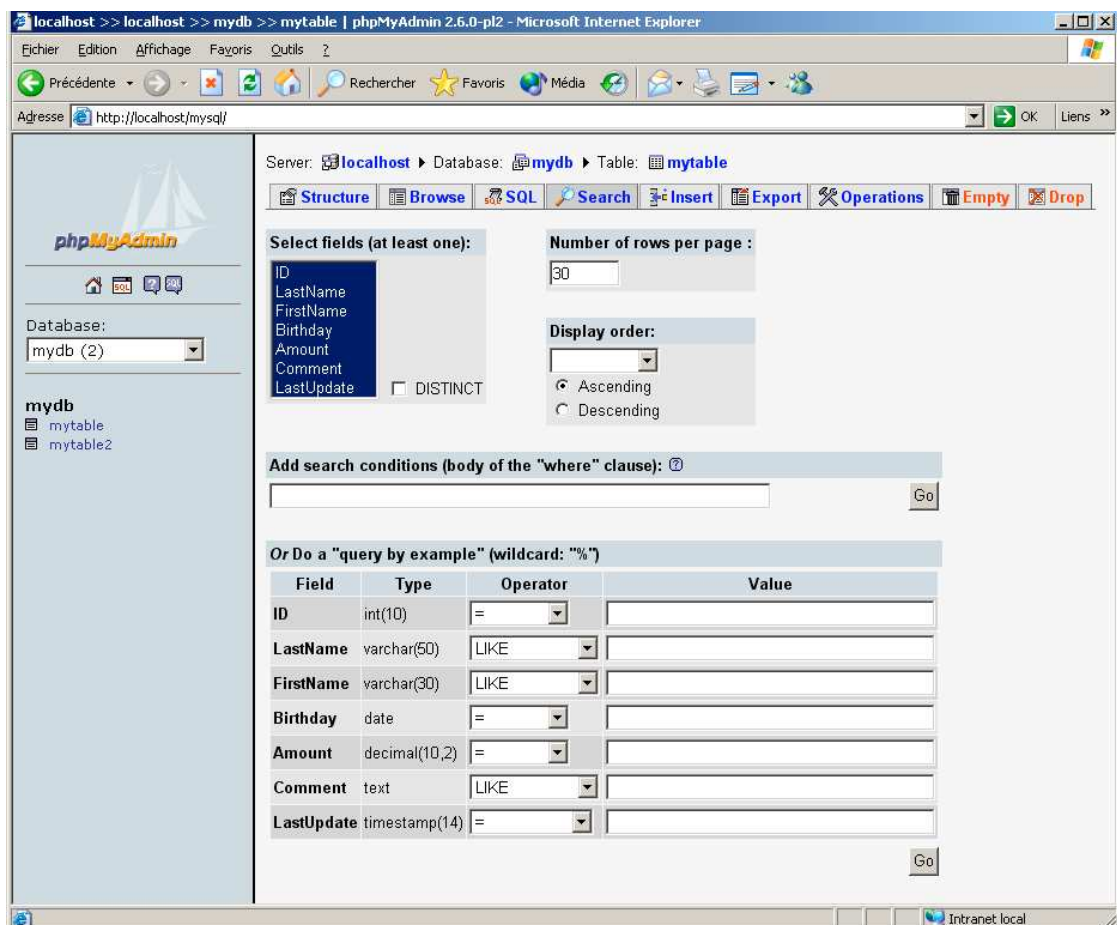 localhost >> localhost >> mydb >> mytable | phpMyAdmin 2.6.0-pl2 - Microsoft Internet Explorer
Fichier Edition Affichage Favoris Outils ?
Précédente Rechercher Favoris Média
Adresse http://localhost/mysql/ OK Liens »
phpMyAdmin
SQL ? SQL
Database:
mydb (2)
mydb
mytable
mytable2
Server: localhost Database: mydb Table: mytable
Structure Browse SQL Search Insert Export Operations Empty Drop
Select fields (at least one):
ID
LastName
FirstName
Birthday
Amount
Comment
LastUpdate
DISTINCT
Number of rows per page :
30
Display order:
Ascending
Descending
Add search conditions (body of the "where" clause): ?
Go
Or Do a "query by example" (wildcard: "%")
Field Type Operator Value
ID int(10) =
LastName varchar(50) LIKE
FirstName varchar(30) LIKE
Birthday date =
Amount decimal(10,2) =
Comment text LIKE
LastUpdate timestamp(14) =
Go
Intranet local